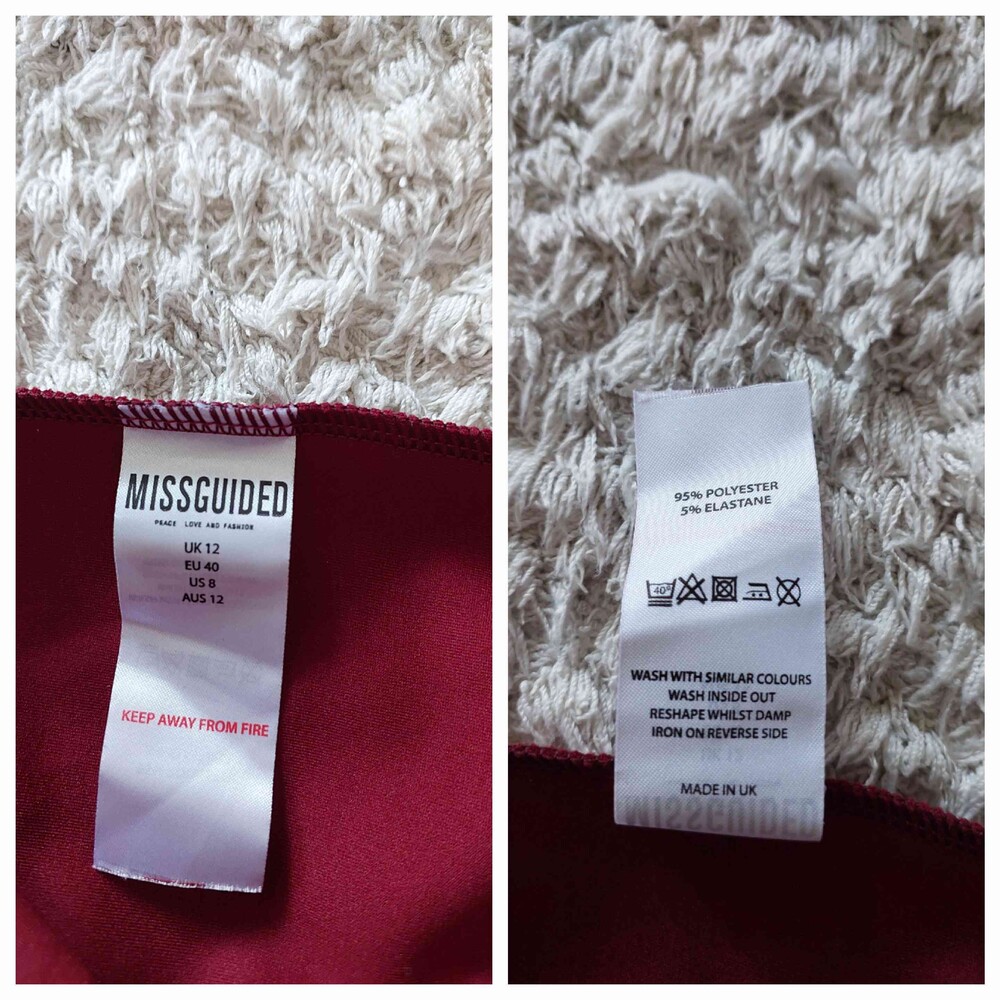 MISSGUIDED
PEACE LOVE AND FASHION
UK 12
EU 40
US 8
AUS 12
KEEP AWAY FROM FIRE
95% POLYESTER
5% ELASTANE
40°
WASH WITH SIMILAR COLOURS
WASH INSIDE OUT
RESHAPE WHILST DAMP
IRON ON REVERSE SIDE
MADE IN UK
MISSGUIDED